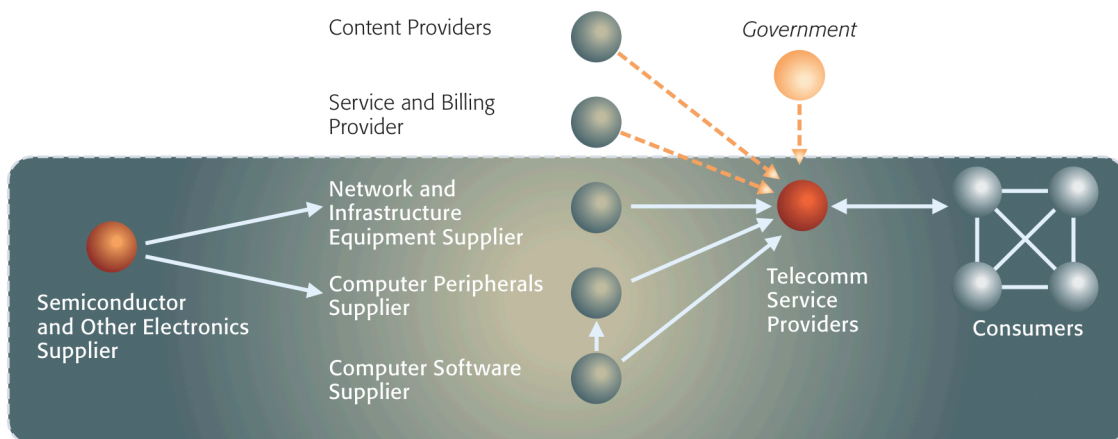 Content Providers
Government
Service and Billing
Provider
Network and
Infrastructure
Equipment Supplier
Semiconductor
and Other Electronics
Supplier
Computer Peripherals
Supplier
Telecomm
Service
Providers
Consumers
Computer Software
Supplier